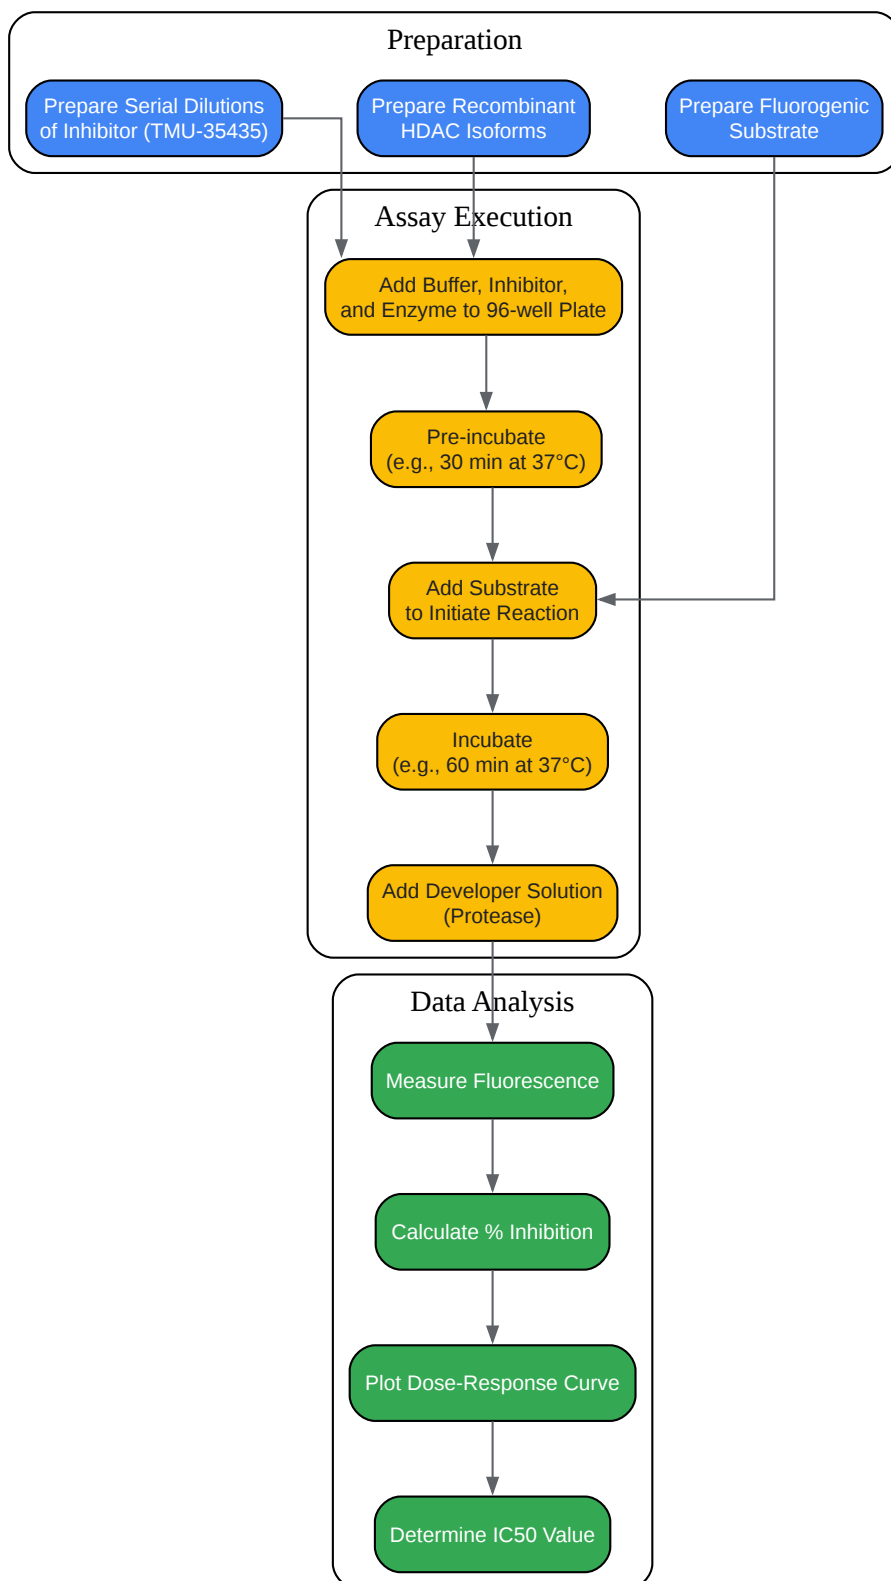 Preparation
Prepare Serial Dilutions
of Inhibitor (TMU-35435)
Prepare Recombinant
HDAC Isoforms
Prepare Fluorogenic
Substrate
Assay Execution
Add Buffer, Inhibitor,
and Enzyme to 96-well Plate
Pre-incubate
(e.g., 30 min at 37°C)
Add Substrate
to Initiate Reaction
Incubate
(e.g., 60 min at 37°C)
Add Developer Solution
(Protease)
Data Analysis
Measure Fluorescence
Calculate % Inhibition
Plot Dose-Response Curve
Determine IC50 Value